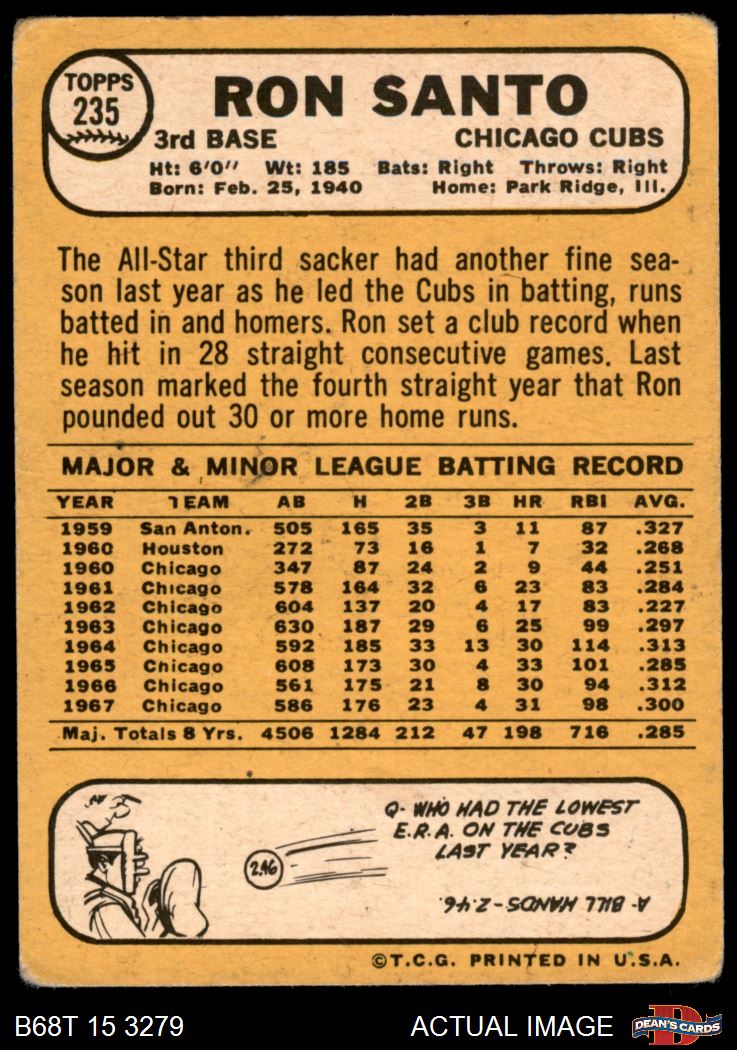 TOPPS
235
RON SANTO
3rd BASE CHICAGO CUBS
Ht: 6'0" Wt: 185 Bats: Right Throws: Right
Born: Feb. 25, 1940 Home: Park Ridge, Ill.
The All-Star third sacker had another fine sea-
son last year as he led the Cubs in batting, runs
batted in and homers. Ron set a club record when
he hit in 28 straight consecutive games. Last
season marked the fourth straight year that Ron
pounded out 30 or more home runs.
MAJOR & MINOR LEAGUE BATTING RECORD
YEAR TEAM AB H 2B 3B HR RBI AVG.
1959 San Anton. 505 165 35 3 11 87 .327
1960 Houston 272 73 16 1 7 32 .268
1960 Chicago 347 87 24 2 9 44 .251
1961 Chicago 578 164 32 6 23 83 .284
1962 Chicago 604 137 20 4 17 83 .227
1963 Chicago 630 187 29 6 25 99 .297
1964 Chicago 592 185 33 13 30 114 .313
1965 Chicago 608 173 30 4 33 101 .285
1966 Chicago 561 175 21 8 30 94 .312
1967 Chicago 586 176 23 4 31 98 .300
Maj. Totals 8 Yrs. 4506 1284 212 47 198 716 .285
Q- WHO HAD THE LOWEST
E.R.A. ON THE CUBS
LAST YEAR?
2.46
A- BILL HANDS-2.46.
©T.C.G. PRINTED IN U.S.A.
B68T 15 3279 ACTUAL IMAGE DEAN'S CARDS